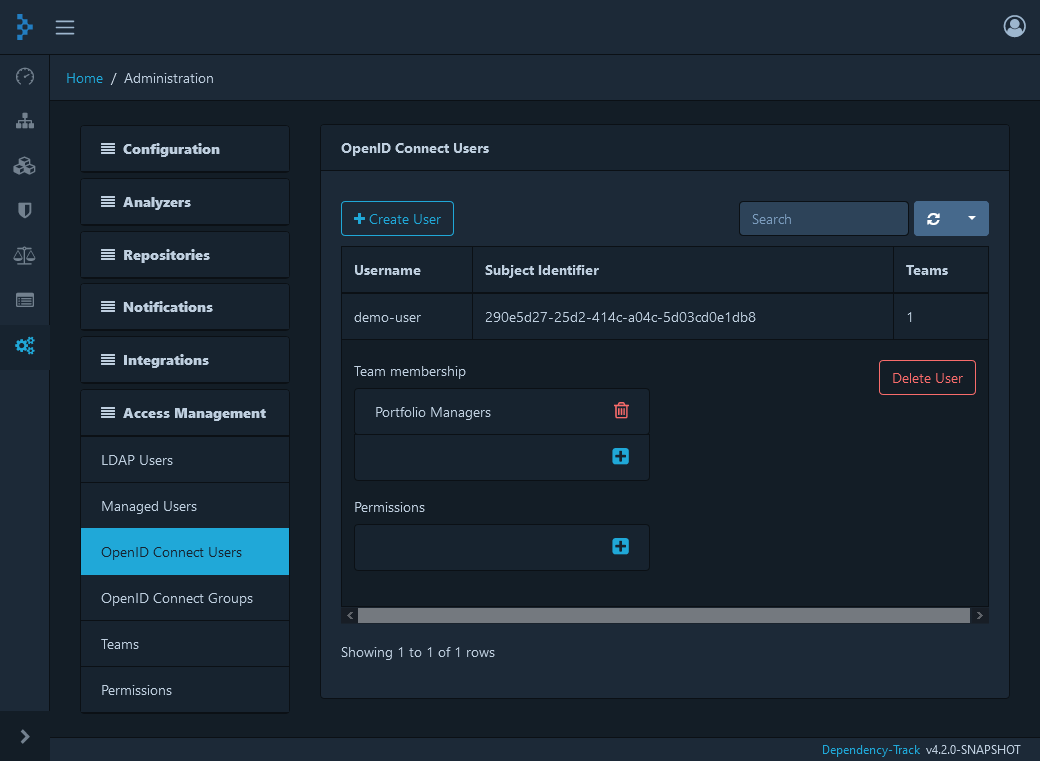 Home / Administration
Configuration
Analyzers
Repositories
Notifications
Integrations
Access Management
LDAP Users
Managed Users
OpenID Connect Users
OpenID Connect Groups
Teams
Permissions
OpenID Connect Users
Create User
Search
Username Subject Identifier Teams
demo-user 290e5d27-25d2-414c-a04c-5d03cd0e1db8 1
Team membership
Delete User
Portfolio Managers
Permissions
Showing 1 to 1 of 1 rows
Dependency-Track v4.2.0-SNAPSHOT